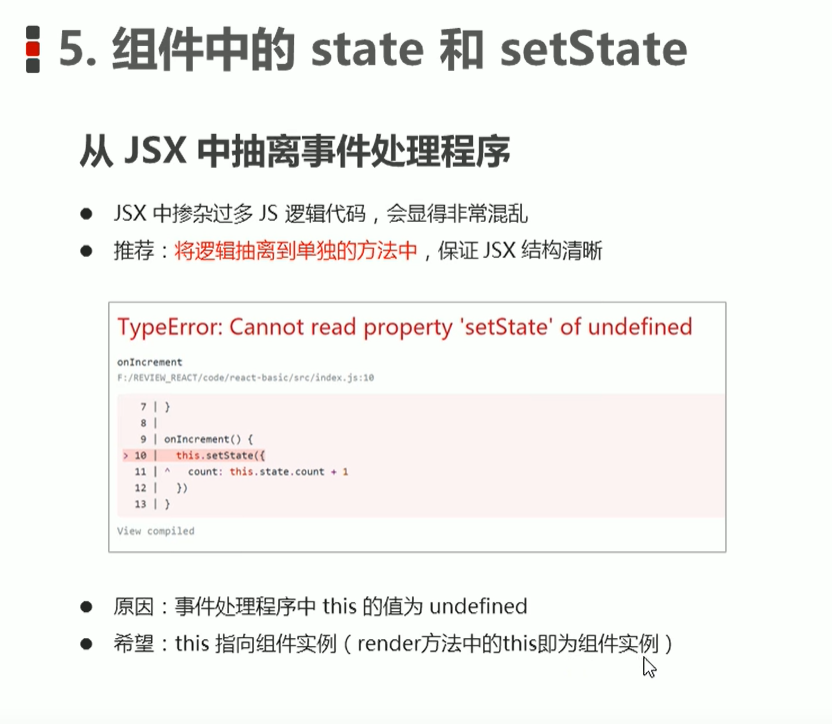 5. 组件中的 state 和 setState
从 JSX 中抽离事件处理程序
● JSX 中掺杂过多 JS 逻辑代码，会显得非常混乱
● 推荐：将逻辑抽离到单独的方法中，保证 JSX 结构清晰
TypeError: Cannot read property 'setState' of undefined
onIncrement
F:/REVIEW_REACT/code/react-basic/src/index.js:10
7 | }
8 |
9 | onIncrement() {
> 10 |   this.setState({
11 | ^   count: this.state.count + 1
12 |   })
13 | }
View compiled
● 原因：事件处理程序中 this 的值为 undefined
● 希望：this 指向组件实例（render方法中的this即为组件实例）